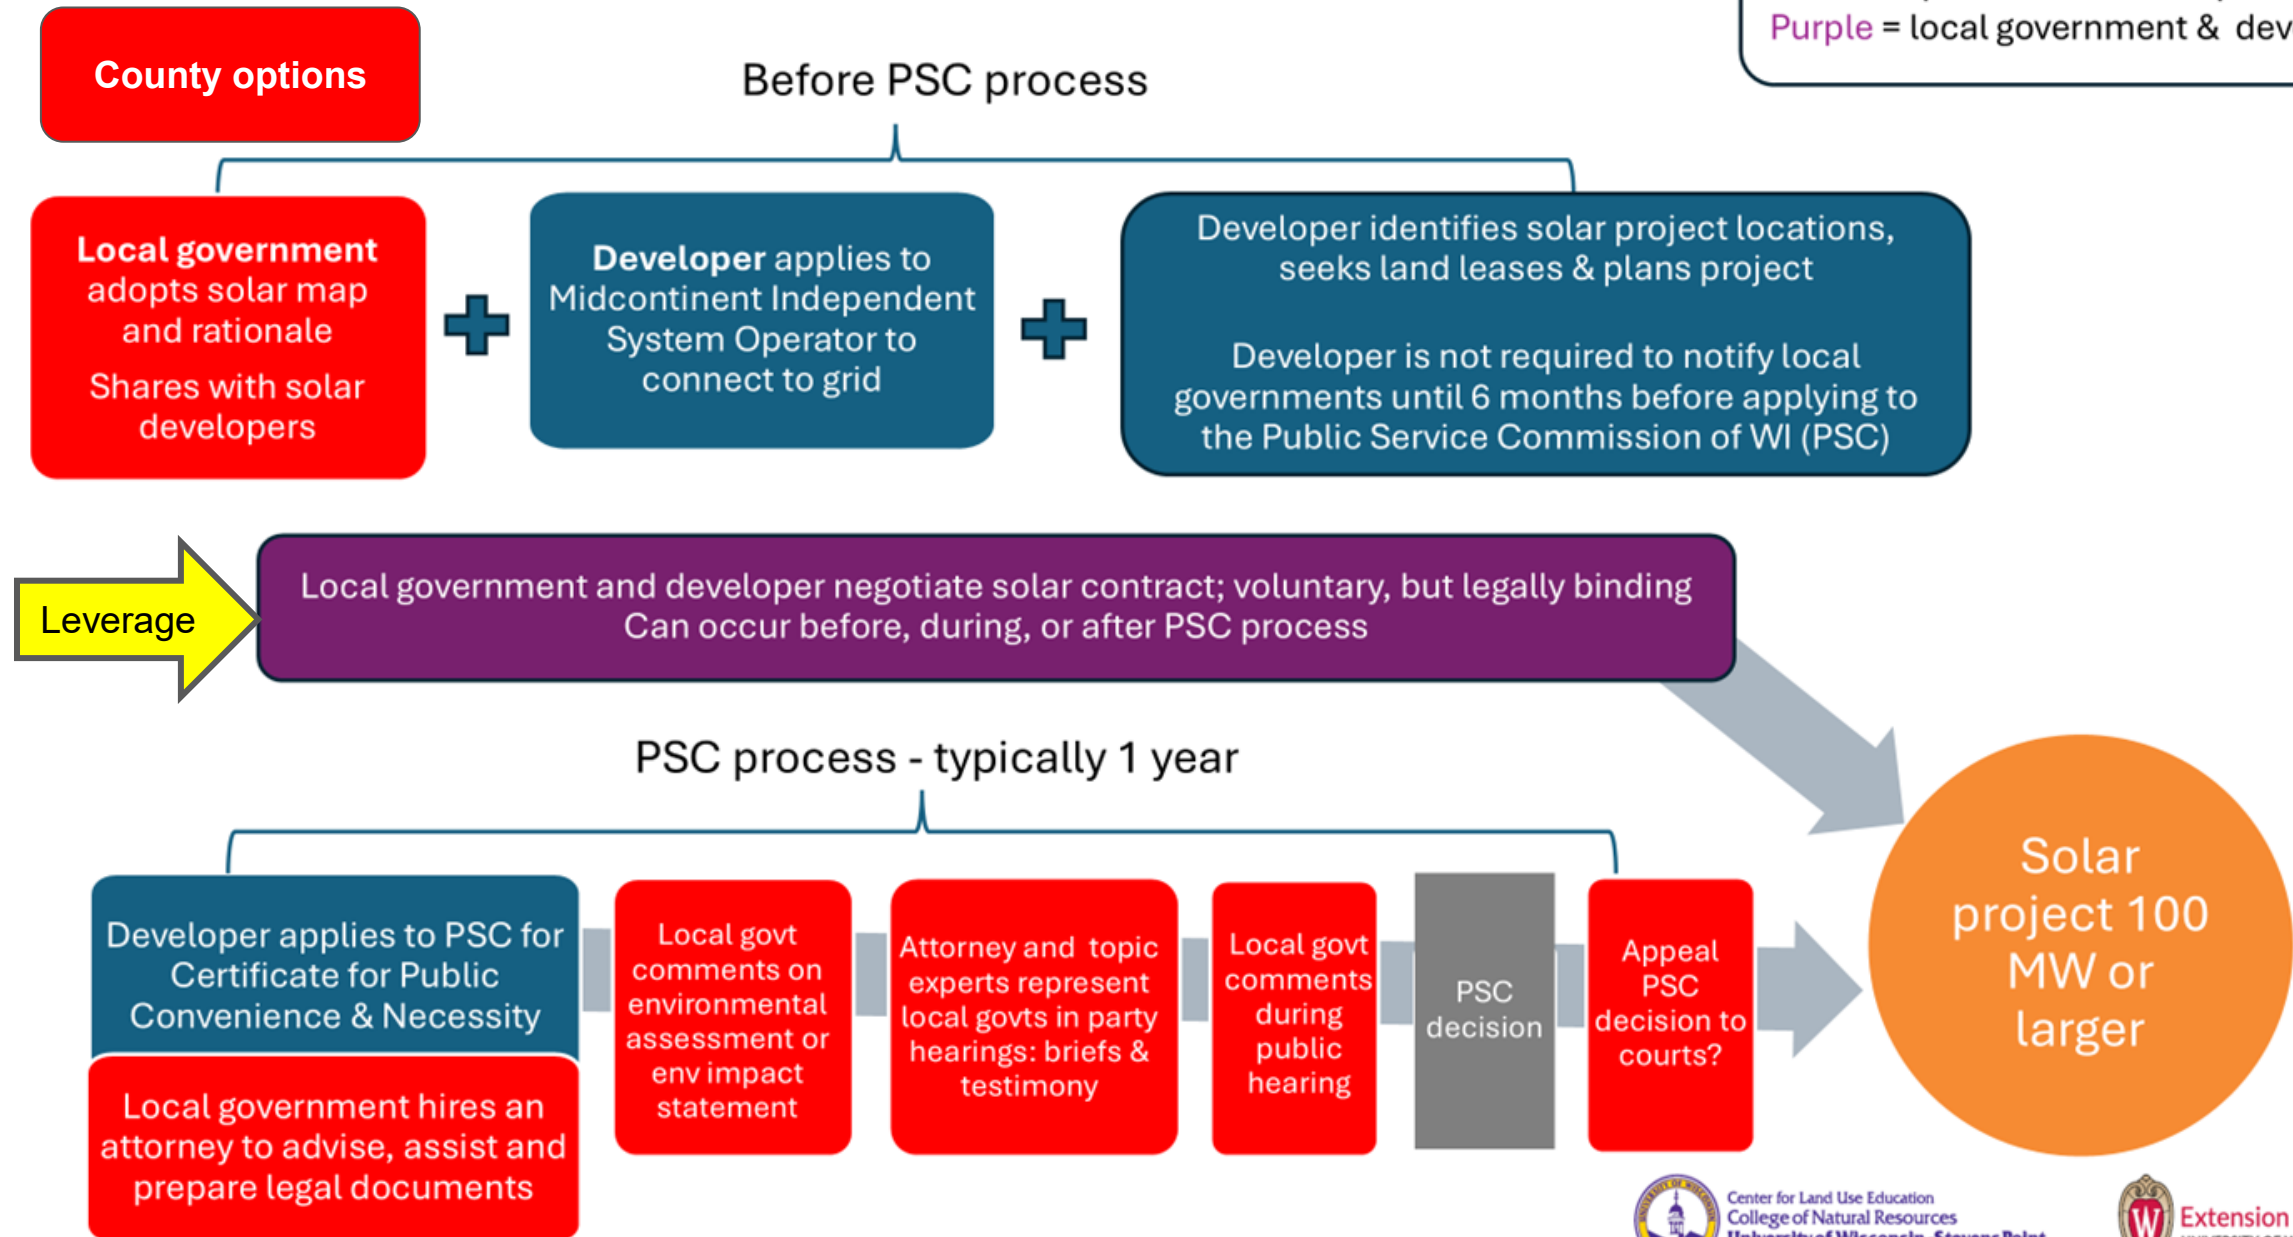 County options
Purple = local government &
Before PSC process
Local government
adopts solar map
and rationale
Shares with solar
developers
Developer applies to
Midcontinent Independent
System Operator to
connect to grid
Developer identifies solar project locations,
seeks land leases & plans project
Developer is not required to notify local
governments until 6 months before applying to
the Public Service Commission of WI (PSC)
Leverage
Local government and developer negotiate solar contract; voluntary, but legally binding
Can occur before, during, or after PSC process
PSC process - typically 1 year
Developer applies to PSC for
Certificate for Public
Convenience & Necessity
Local government hires an
attorney to advise, assist and
prepare legal documents
Local govt
comments on
environmental
assessment or
env impact
statement
Attorney and topic
experts represent
local govts in party
hearings: briefs &
testimony
Local govt
comments
during
public
hearing
PSC
decision
Appeal
PSC
decision to
courts?
Solar
project 100
MW or
larger
Center for Land Use Education
College of Natural Resources
University of Wisconsin - Stevens Point
W
Extension